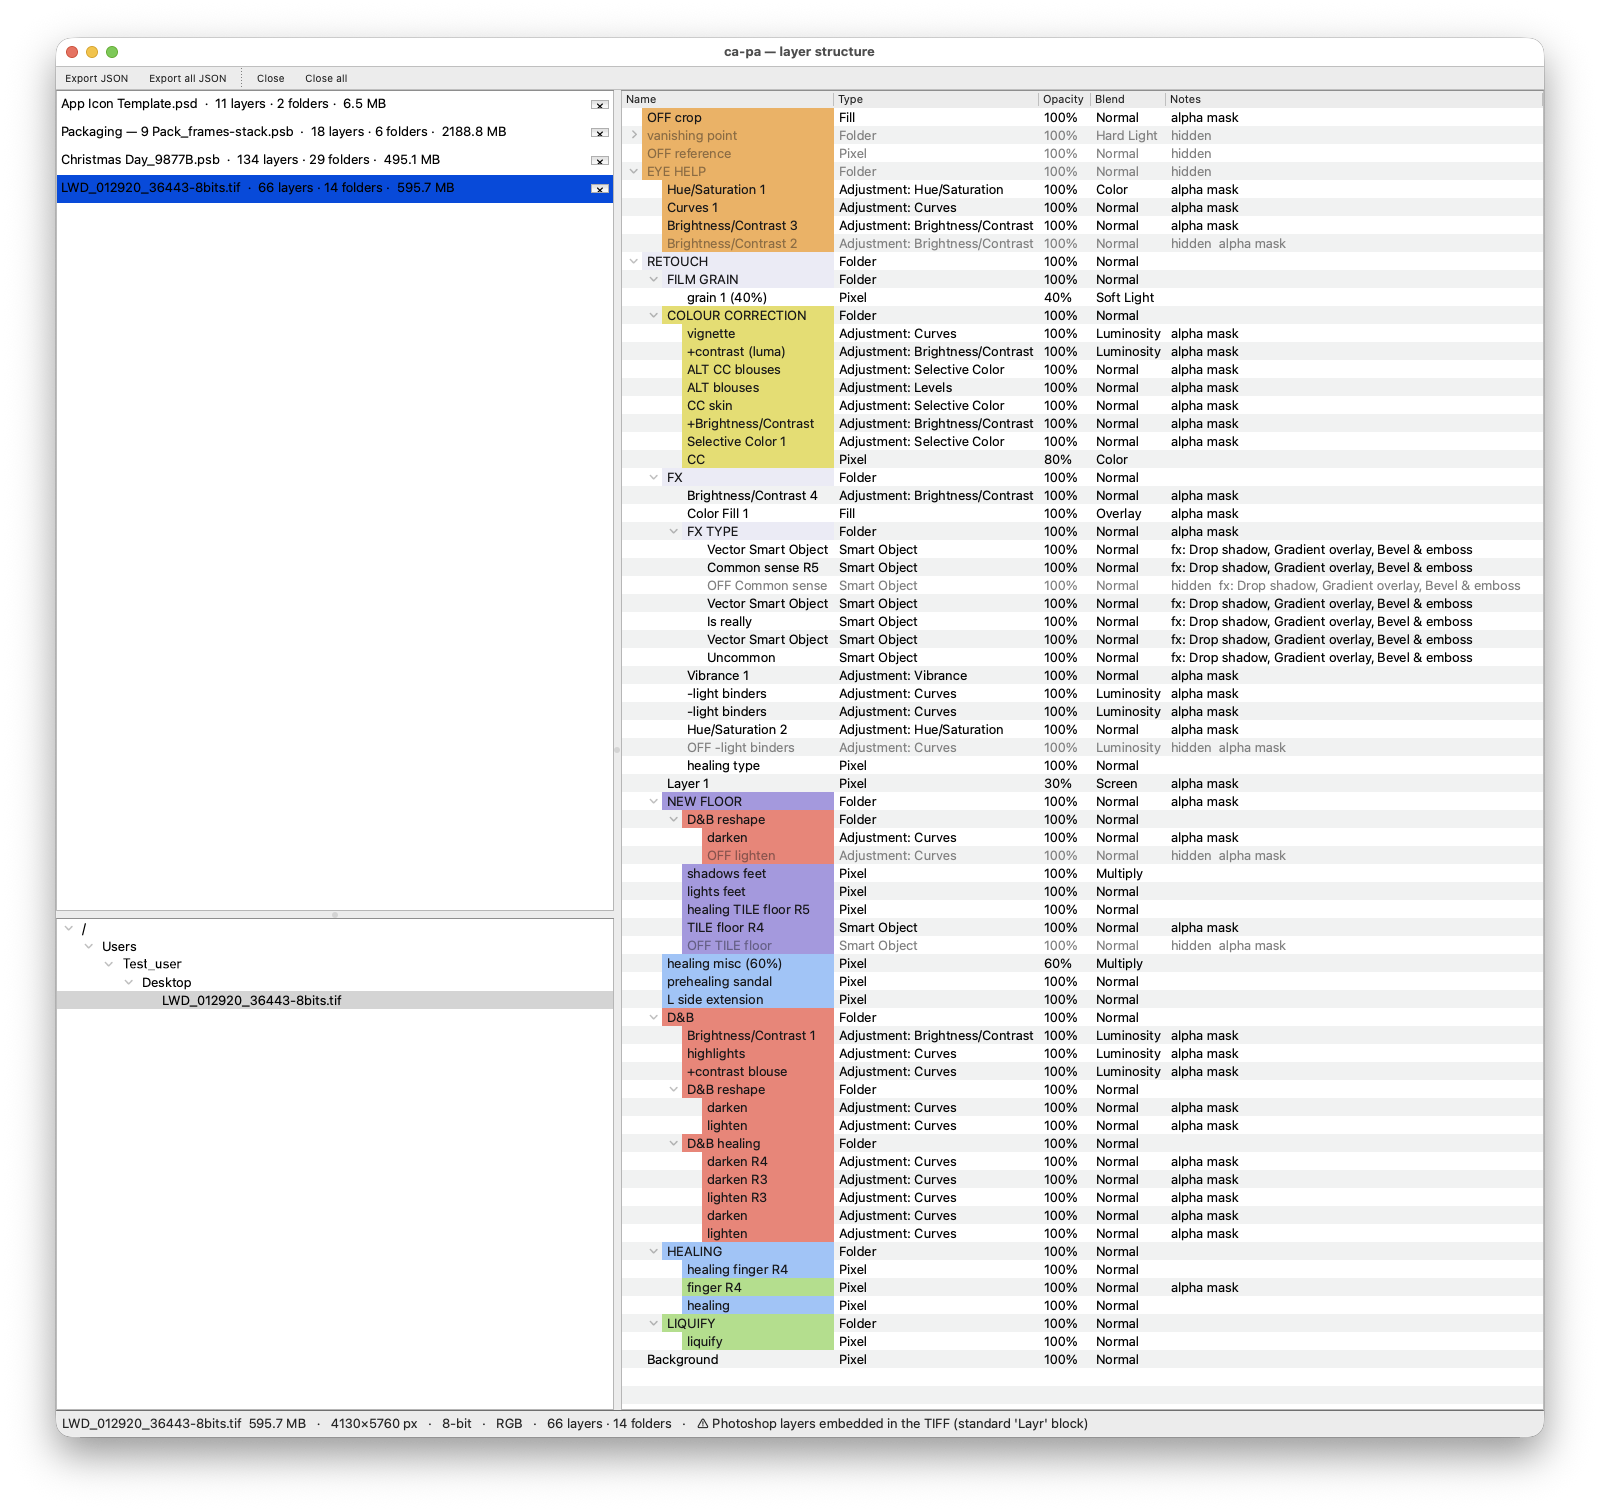 ca-pa — layer structure
Export JSON Export all JSON Close Close all
App Icon Template.psd · 11 layers · 2 folders · 6.5 MB
Packaging — 9 Pack_frames-stack.psb · 18 layers · 6 folders · 2188.8 MB
Christmas Day_9877B.psb · 134 layers · 29 folders · 495.1 MB
LWD_012920_36443-8bits.tif · 66 layers · 14 folders · 595.7 MB
/
Users
Test_user
Desktop
LWD_012920_36443-8bits.tif
Name Type Opacity Blend Notes
OFF crop Fill 100% Normal alpha mask
vanishing point Folder 100% Hard Light hidden
OFF reference Pixel 100% Normal hidden
EYE HELP Folder 100% Normal hidden
Hue/Saturation 1 Adjustment: Hue/Saturation 100% Color alpha mask
Curves 1 Adjustment: Curves 100% Normal alpha mask
Brightness/Contrast 3 Adjustment: Brightness/Contrast 100% Normal alpha mask
Brightness/Contrast 2 Adjustment: Brightness/Contrast 100% Normal hidden alpha mask
RETOUCH Folder 100% Normal
FILM GRAIN Folder 100% Normal
grain 1 (40%) Pixel 40% Soft Light
COLOUR CORRECTION Folder 100% Normal
vignette Adjustment: Curves 100% Luminosity alpha mask
+contrast (luma) Adjustment: Brightness/Contrast 100% Luminosity alpha mask
ALT CC blouses Adjustment: Selective Color 100% Normal alpha mask
ALT blouses Adjustment: Levels 100% Normal alpha mask
CC skin Adjustment: Selective Color 100% Normal alpha mask
+Brightness/Contrast Adjustment: Brightness/Contrast 100% Normal alpha mask
Selective Color 1 Adjustment: Selective Color 100% Normal alpha mask
CC Pixel 80% Color
FX Folder 100% Normal
Brightness/Contrast 4 Adjustment: Brightness/Contrast 100% Normal alpha mask
Color Fill 1 Fill 100% Overlay alpha mask
FX TYPE Folder 100% Normal alpha mask
Vector Smart Object Smart Object 100% Normal fx: Drop shadow, Gradient overlay, Bevel & emboss
Common sense R5 Smart Object 100% Normal fx: Drop shadow, Gradient overlay, Bevel & emboss
OFF Common sense Smart Object 100% Normal hidden fx: Drop shadow, Gradient overlay, Bevel & emboss
Vector Smart Object Smart Object 100% Normal fx: Drop shadow, Gradient overlay, Bevel & emboss
Is really Smart Object 100% Normal fx: Drop shadow, Gradient overlay, Bevel & emboss
Vector Smart Object Smart Object 100% Normal fx: Drop shadow, Gradient overlay, Bevel & emboss
Uncommon Smart Object 100% Normal fx: Drop shadow, Gradient overlay, Bevel & emboss
Vibrance 1 Adjustment: Vibrance 100% Normal alpha mask
-light binders Adjustment: Curves 100% Luminosity alpha mask
-light binders Adjustment: Curves 100% Luminosity alpha mask
Hue/Saturation 2 Adjustment: Hue/Saturation 100% Normal alpha mask
OFF -light binders Adjustment: Curves 100% Luminosity hidden alpha mask
healing type Pixel 100% Normal
Layer 1 Pixel 30% Screen alpha mask
NEW FLOOR Folder 100% Normal alpha mask
D&B reshape Folder 100% Normal
darken Adjustment: Curves 100% Normal alpha mask
OFF lighten Adjustment: Curves 100% Normal hidden alpha mask
shadows feet Pixel 100% Multiply
lights feet Pixel 100% Normal
healing TILE floor R5 Pixel 100% Normal
TILE floor R4 Smart Object 100% Normal alpha mask
OFF TILE floor Smart Object 100% Normal hidden alpha mask
healing misc (60%) Pixel 60% Multiply
prehealing sandal Pixel 100% Normal
L side extension Pixel 100% Normal
D&B Folder 100% Normal
Brightness/Contrast 1 Adjustment: Brightness/Contrast 100% Luminosity alpha mask
highlights Adjustment: Curves 100% Luminosity alpha mask
+contrast blouse Adjustment: Curves 100% Luminosity alpha mask
D&B reshape Folder 100% Normal
darken Adjustment: Curves 100% Normal alpha mask
lighten Adjustment: Curves 100% Normal alpha mask
D&B healing Folder 100% Normal
darken R4 Adjustment: Curves 100% Normal alpha mask
darken R3 Adjustment: Curves 100% Normal alpha mask
lighten R3 Adjustment: Curves 100% Normal alpha mask
darken Adjustment: Curves 100% Normal alpha mask
lighten Adjustment: Curves 100% Normal alpha mask
HEALING Folder 100% Normal
healing finger R4 Pixel 100% Normal
finger R4 Pixel 100% Normal alpha mask
healing Pixel 100% Normal
LIQUIFY Folder 100% Normal
liquify Pixel 100% Normal
Background Pixel 100% Normal
LWD_012920_36443-8bits.tif 595.7 MB · 4130×5760 px · 8-bit · RGB · 66 layers · 14 folders · ⚠ Photoshop layers embedded in the TIFF (standard 'Layr' block)